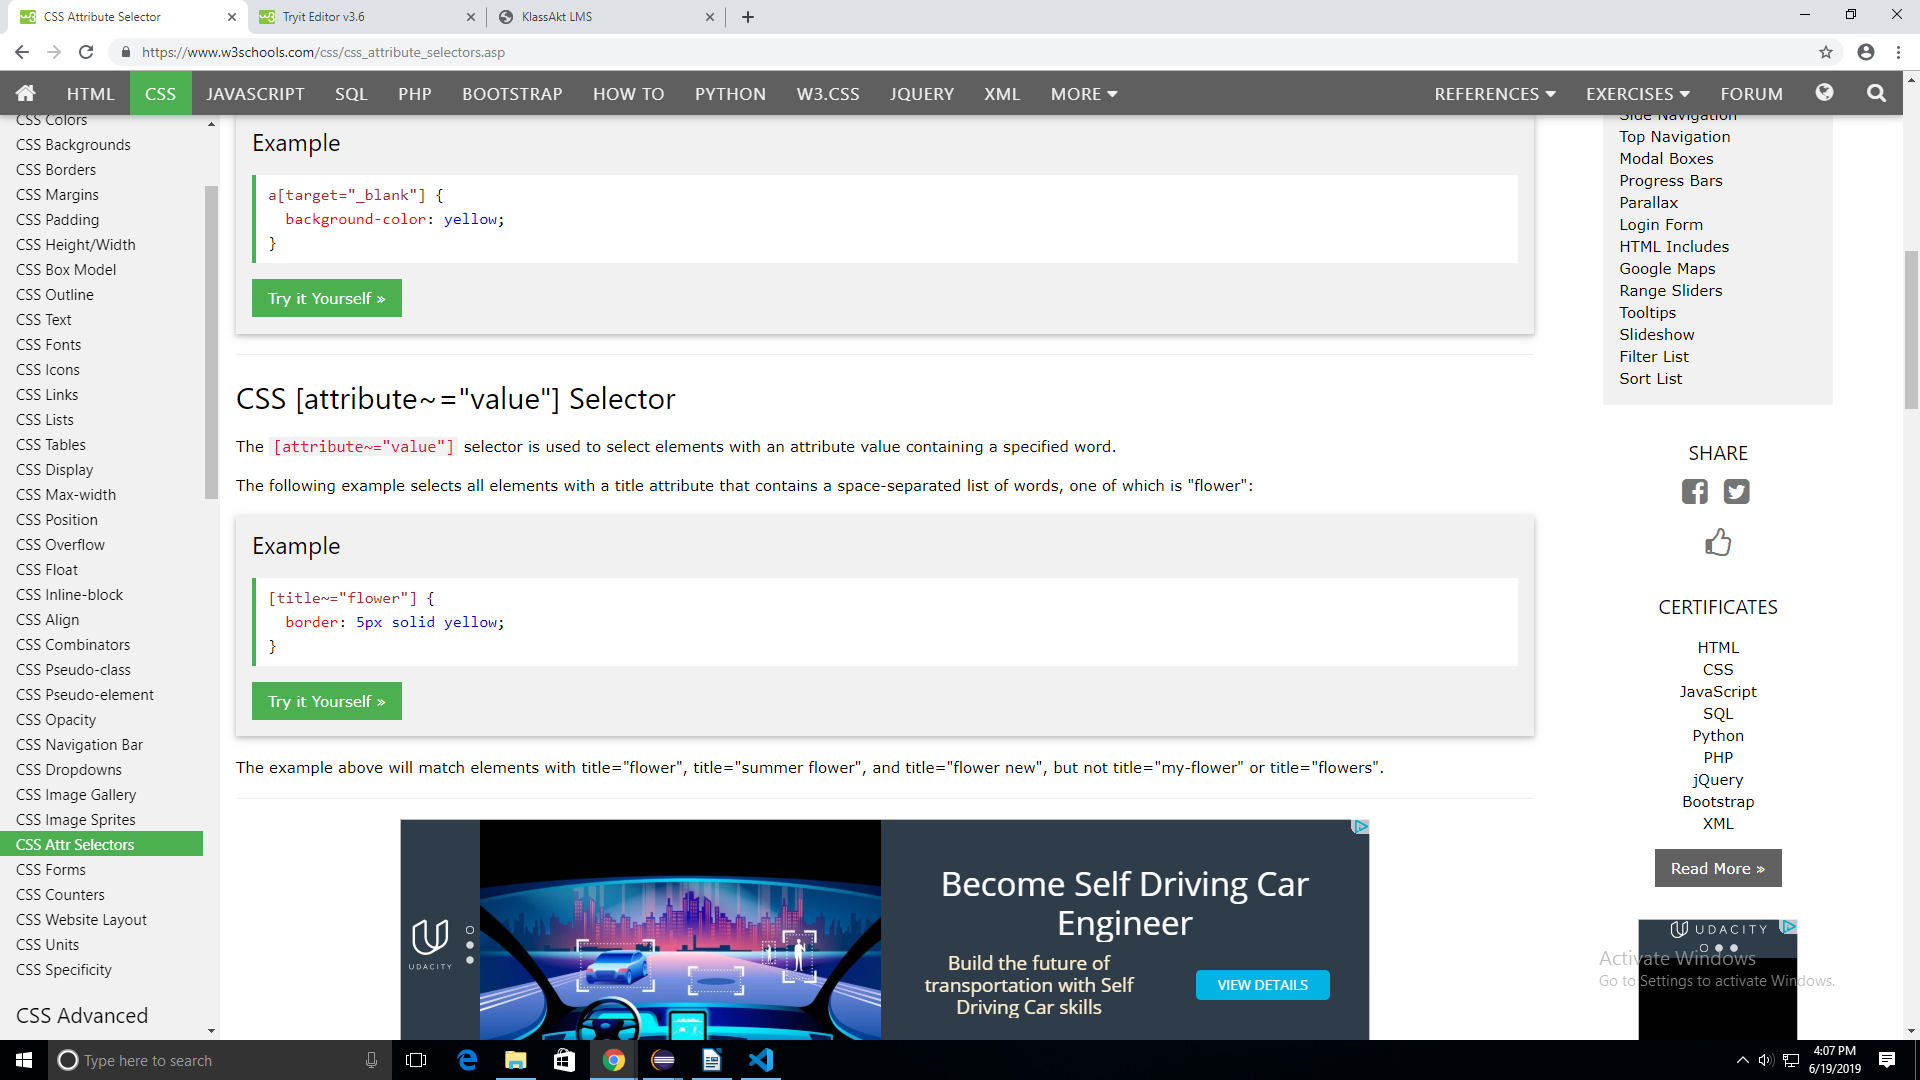 CSS Attribute Selector
Tryit Editor v3.6
KlassAkt LMS
https://www.w3schools.com/css/css_attribute_selectors.asp
HTML CSS JAVASCRIPT SQL PHP BOOTSTRAP HOW TO PYTHON W3.CSS JQUERY XML MORE REFERENCES EXERCISES FORUM
CSS Colors
CSS Backgrounds
CSS Borders
CSS Margins
CSS Padding
CSS Height/Width
CSS Box Model
CSS Outline
CSS Text
CSS Fonts
CSS Icons
CSS Links
CSS Lists
CSS Tables
CSS Display
CSS Max-width
CSS Position
CSS Overflow
CSS Float
CSS Inline-block
CSS Align
CSS Combinators
CSS Pseudo-class
CSS Pseudo-element
CSS Opacity
CSS Navigation Bar
CSS Dropdowns
CSS Image Gallery
CSS Image Sprites
CSS Attr Selectors
CSS Forms
CSS Counters
CSS Website Layout
CSS Units
CSS Specificity
CSS Advanced
Example
a[target="_blank"] {
background-color: yellow;
}
Try it Yourself »
CSS [attribute~="value"] Selector
The [attribute~="value"] selector is used to select elements with an attribute value containing a specified word.
The following example selects all elements with a title attribute that contains a space-separated list of words, one of which is "flower":
Example
[title~="flower"] {
border: 5px solid yellow;
}
Try it Yourself »
The example above will match elements with title="flower", title="summer flower", and title="flower new", but not title="my-flower" or title="flowers".
UDACITY
Become Self Driving Car
Engineer
Build the future of
transportation with Self
Driving Car skills
VIEW DETAILS
Side Navigation
Top Navigation
Modal Boxes
Progress Bars
Parallax
Login Form
HTML Includes
Google Maps
Range Sliders
Tooltips
Slideshow
Filter List
Sort List
SHARE
CERTIFICATES
HTML
CSS
JavaScript
SQL
Python
PHP
jQuery
Bootstrap
XML
Read More »
UDACITY
Activate Windows
Go to Settings to activate Windows.
Type here to search
4:07 PM
6/19/2019